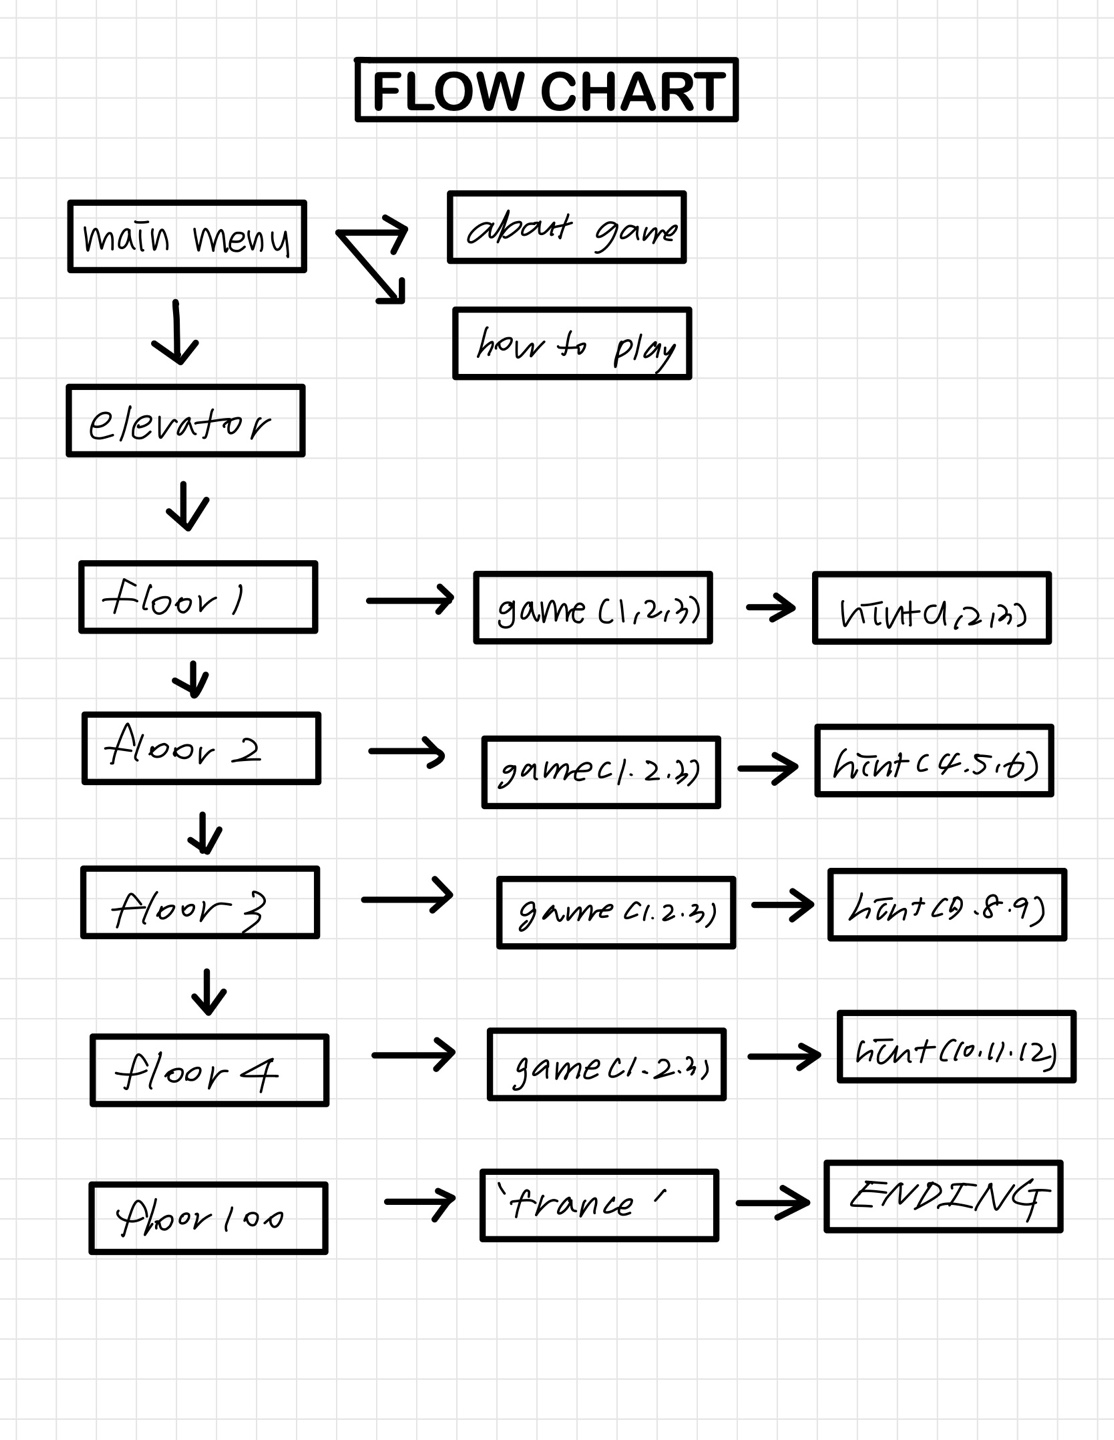 FLOW CHART
main menu
about game
how to play
elevator
floor 1
game (1,2,3)
hint(1,2,3)
floor 2
game(1.2.3)
hint(4.5.6)
floor 3
game(1.2.3)
hint(7.8.9)
floor 4
game(1.2.3)
hint(10.11.12)
floor 100
'france'
ENDING